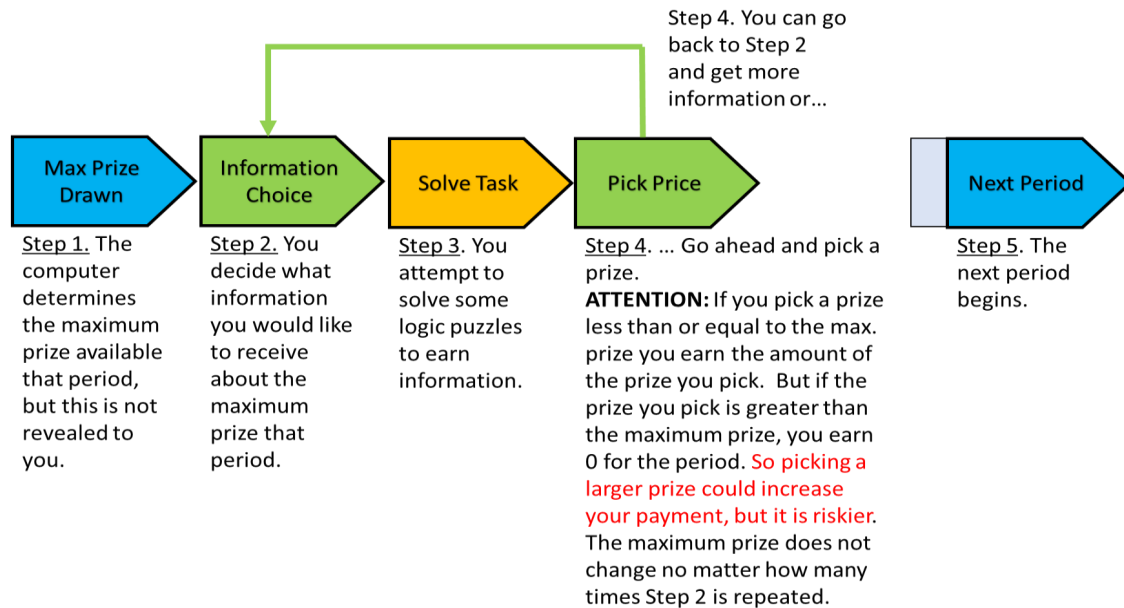 Step 4. You can go
back to Step 2
and get more
information or…
Max Prize
Drawn
Information
Choice
Solve Task
Pick Price
Next Period
Step 1. The
computer
determines
the maximum
prize available
that period,
but this is not
revealed to
you.
Step 2. You
decide what
information
you would like
to receive
about the
maximum
prize that
period.
Step 3. You
attempt to
solve some
logic puzzles
to earn
information.
Step 4. … Go ahead and pick a
prize.
ATTENTION: If you pick a prize
less than or equal to the max.
prize you earn the amount of
the prize you pick.  But if the
prize you pick is greater than
the maximum prize, you earn
0 for the period. So picking a
larger prize could increase
your payment, but it is riskier.
The maximum prize does not
change no matter how many
times Step 2 is repeated.
Step 5. The
next period
begins.